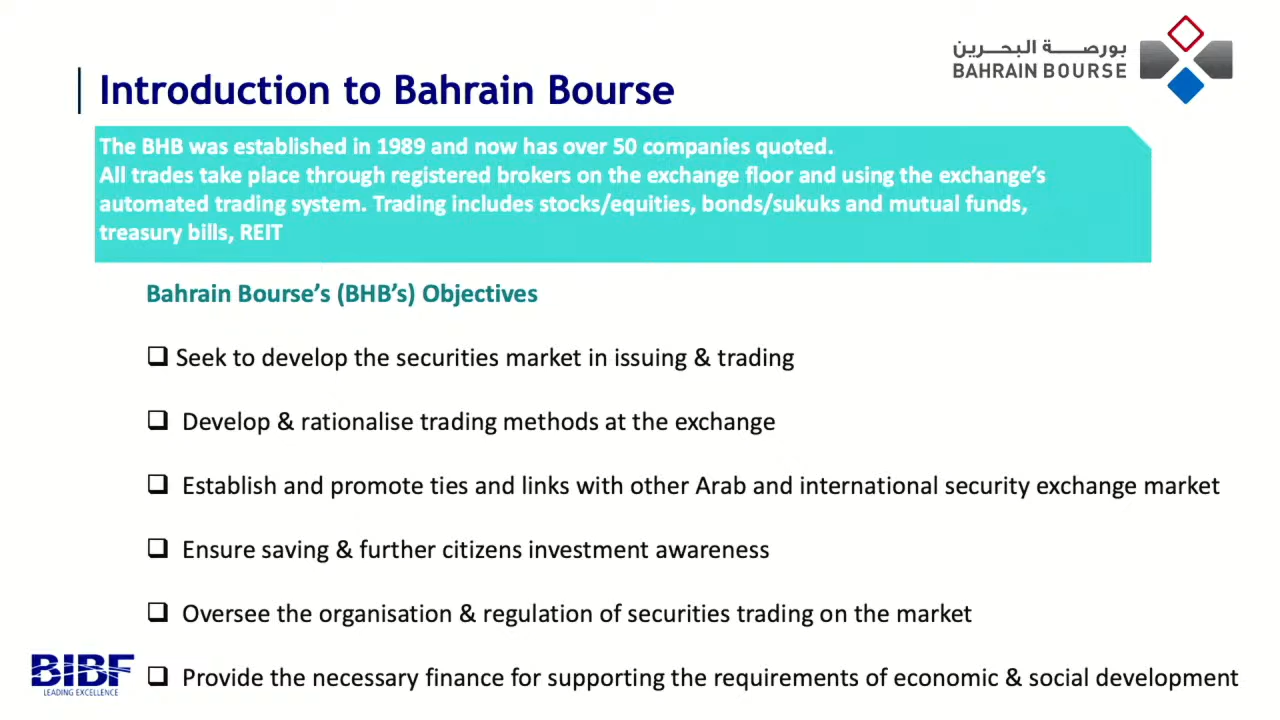 بورصة البحرين
BAHRAIN BOURSE
Introduction to Bahrain Bourse
The BHB was established in 1989 and now has over 50 companies quoted.
All trades take place through registered brokers on the exchange floor and using the exchange's
automated trading system. Trading includes stocks/equities, bonds/sukuks and mutual funds,
treasury bills, REIT
Bahrain Bourse's (BHB's) Objectives
❑ Seek to develop the securities market in issuing & trading
❑ Develop & rationalise trading methods at the exchange
❑ Establish and promote ties and links with other Arab and international security exchange market
❑ Ensure saving & further citizens investment awareness
❑ Oversee the organisation & regulation of securities trading on the market
❑ Provide the necessary finance for supporting the requirements of economic & social development
BIBF
LEADING EXCELLENCE